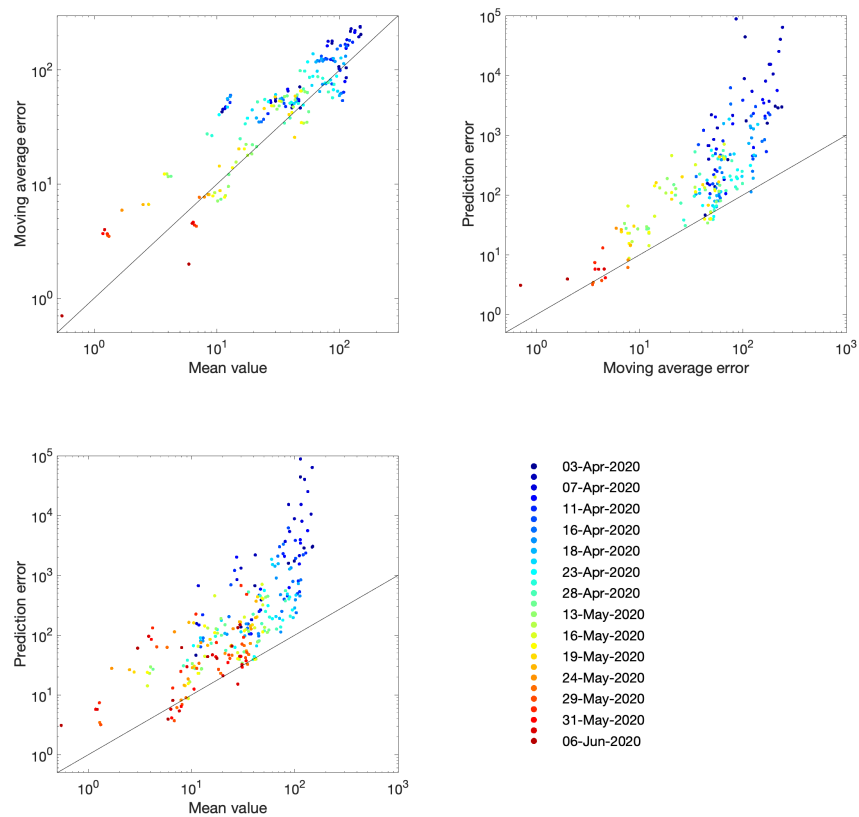 10^2
10^1
10^0
10^0
10^1
10^2
Moving average error
Mean value
10^5
10^4
10^3
10^2
10^1
10^0
10^0
10^1
10^2
10^3
Prediction error
Moving average error
10^5
10^4
10^3
10^2
10^1
10^0
10^0
10^1
10^2
10^3
Prediction error
Mean value
03-Apr-2020
07-Apr-2020
11-Apr-2020
16-Apr-2020
18-Apr-2020
23-Apr-2020
28-Apr-2020
13-May-2020
16-May-2020
19-May-2020
24-May-2020
29-May-2020
31-May-2020
06-Jun-2020